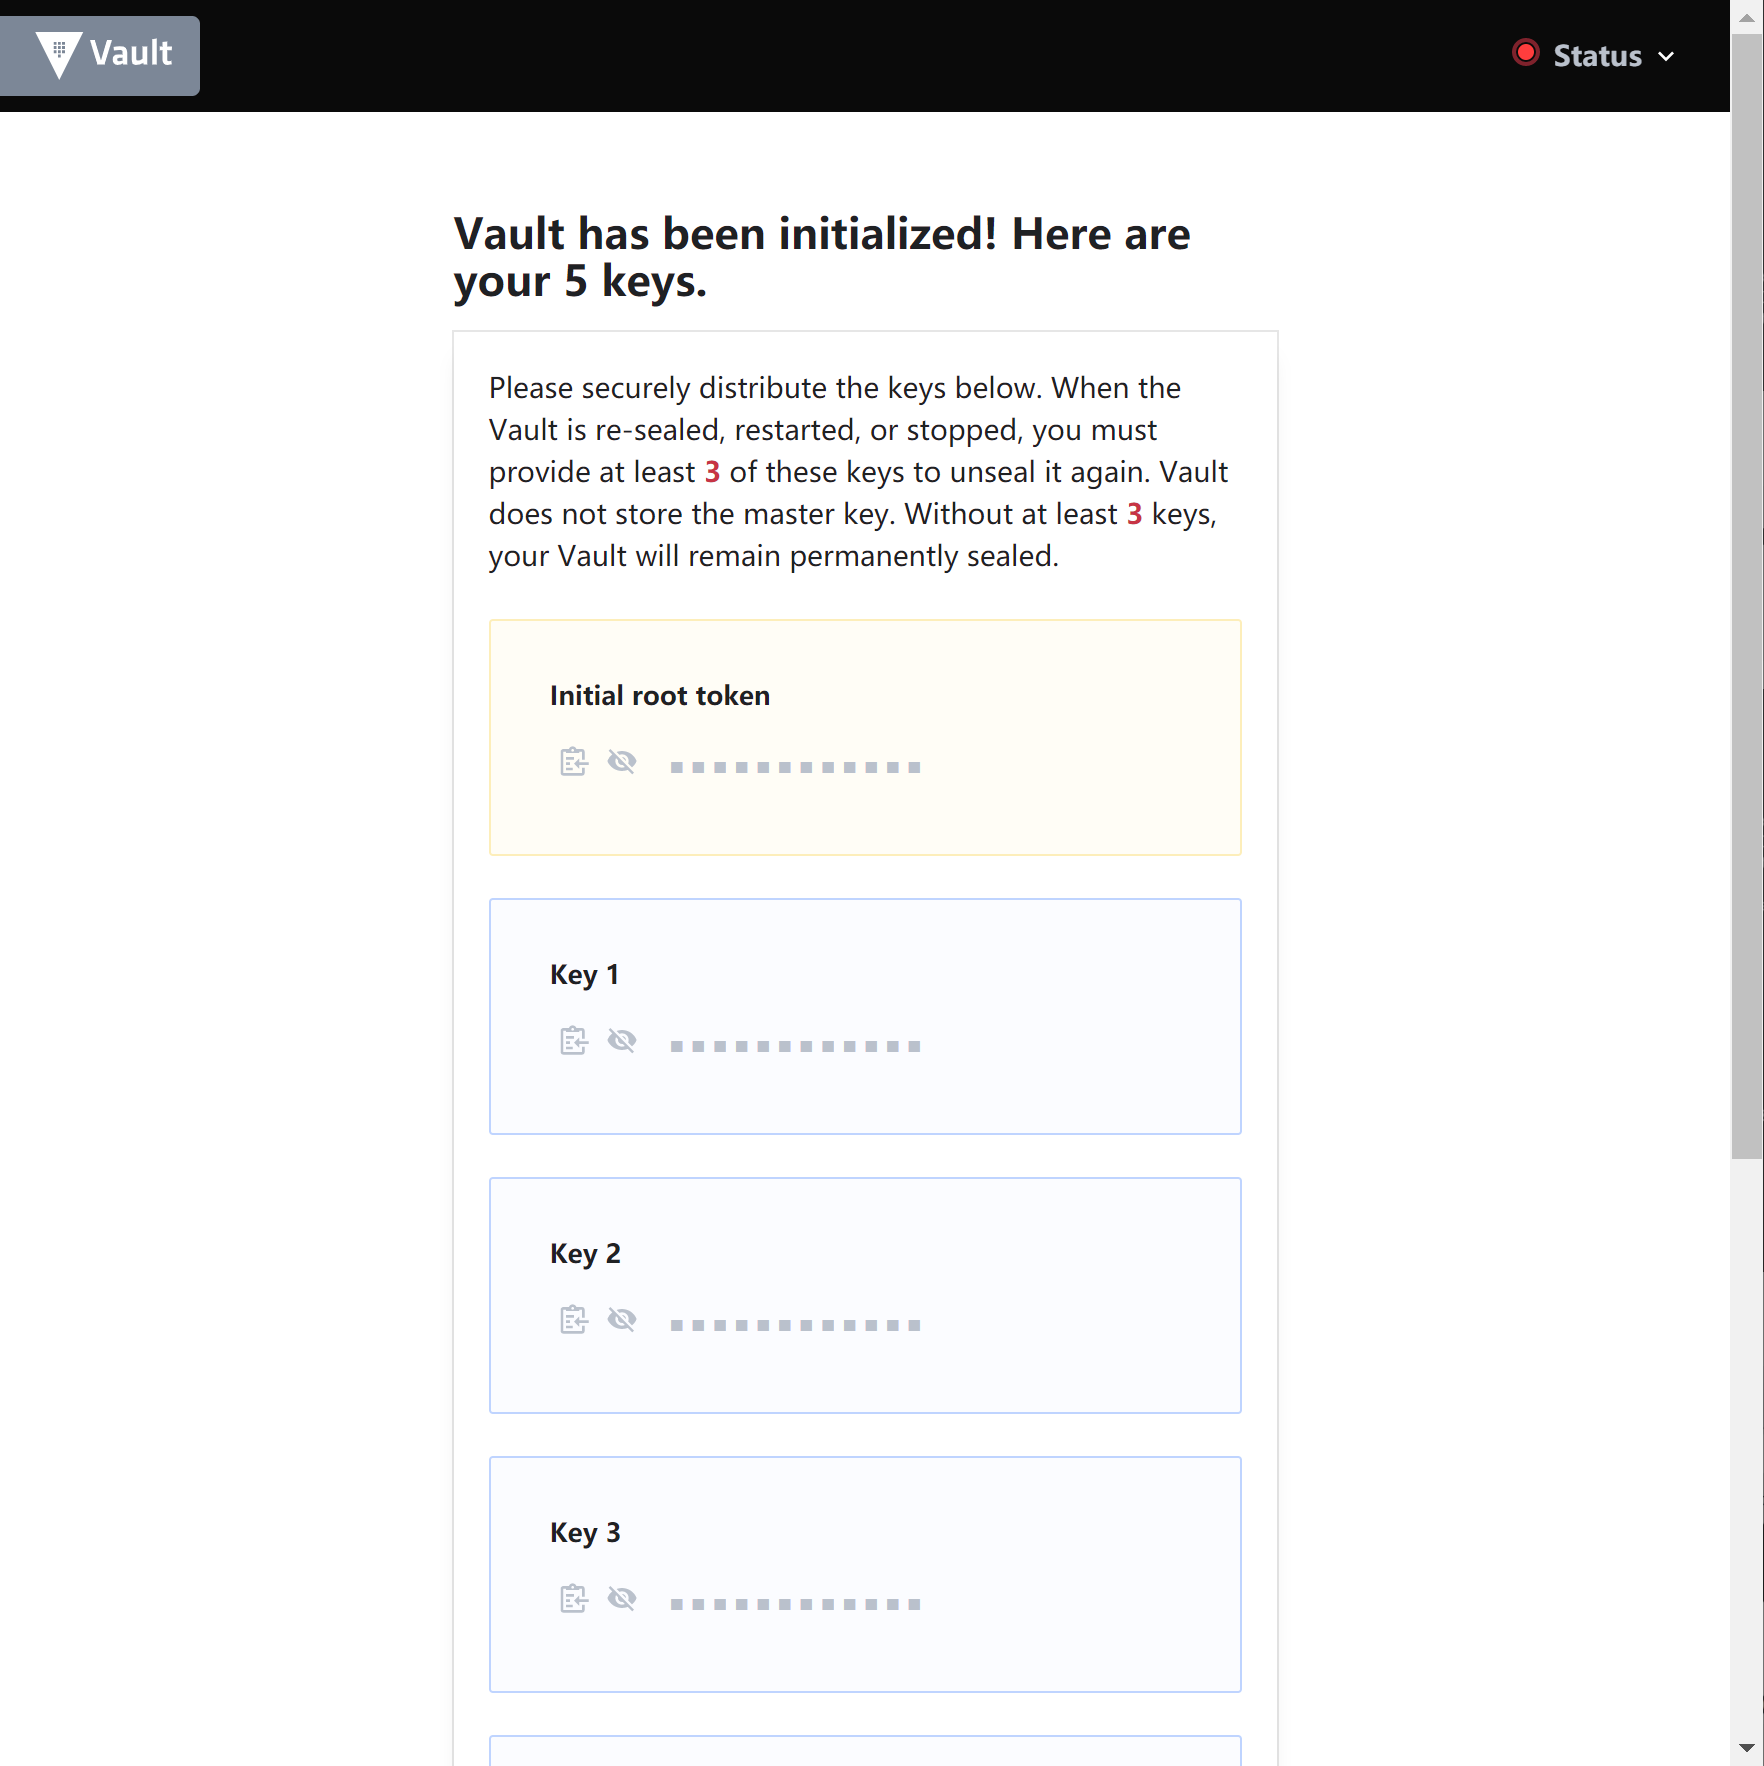 Vault
Status
Vault has been initialized! Here are
your 5 keys.
Please securely distribute the keys below. When the
Vault is re-sealed, restarted, or stopped, you must
provide at least 3 of these keys to unseal it again. Vault
does not store the master key. Without at least 3 keys,
your Vault will remain permanently sealed.
Initial root token
Key 1
Key 2
Key 3